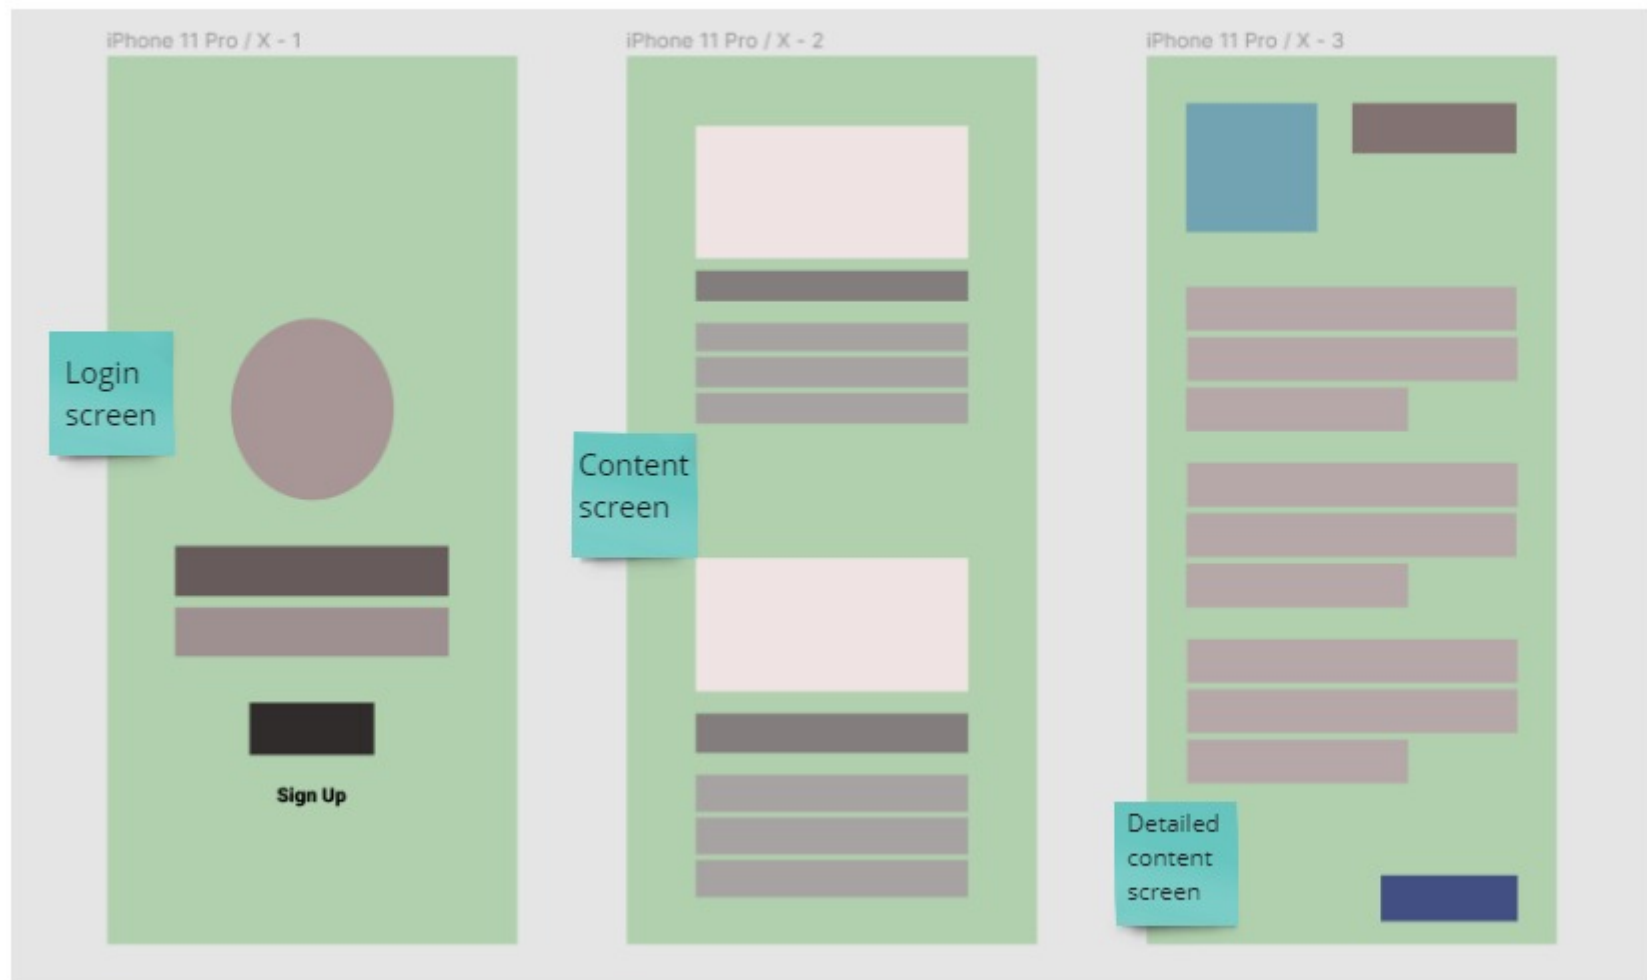 iPhone 11 Pro / X - 1
iPhone 11 Pro / X - 2
iPhone 11 Pro / X - 3
Login
screen
Sign Up
Content
screen
Detailed
content
screen